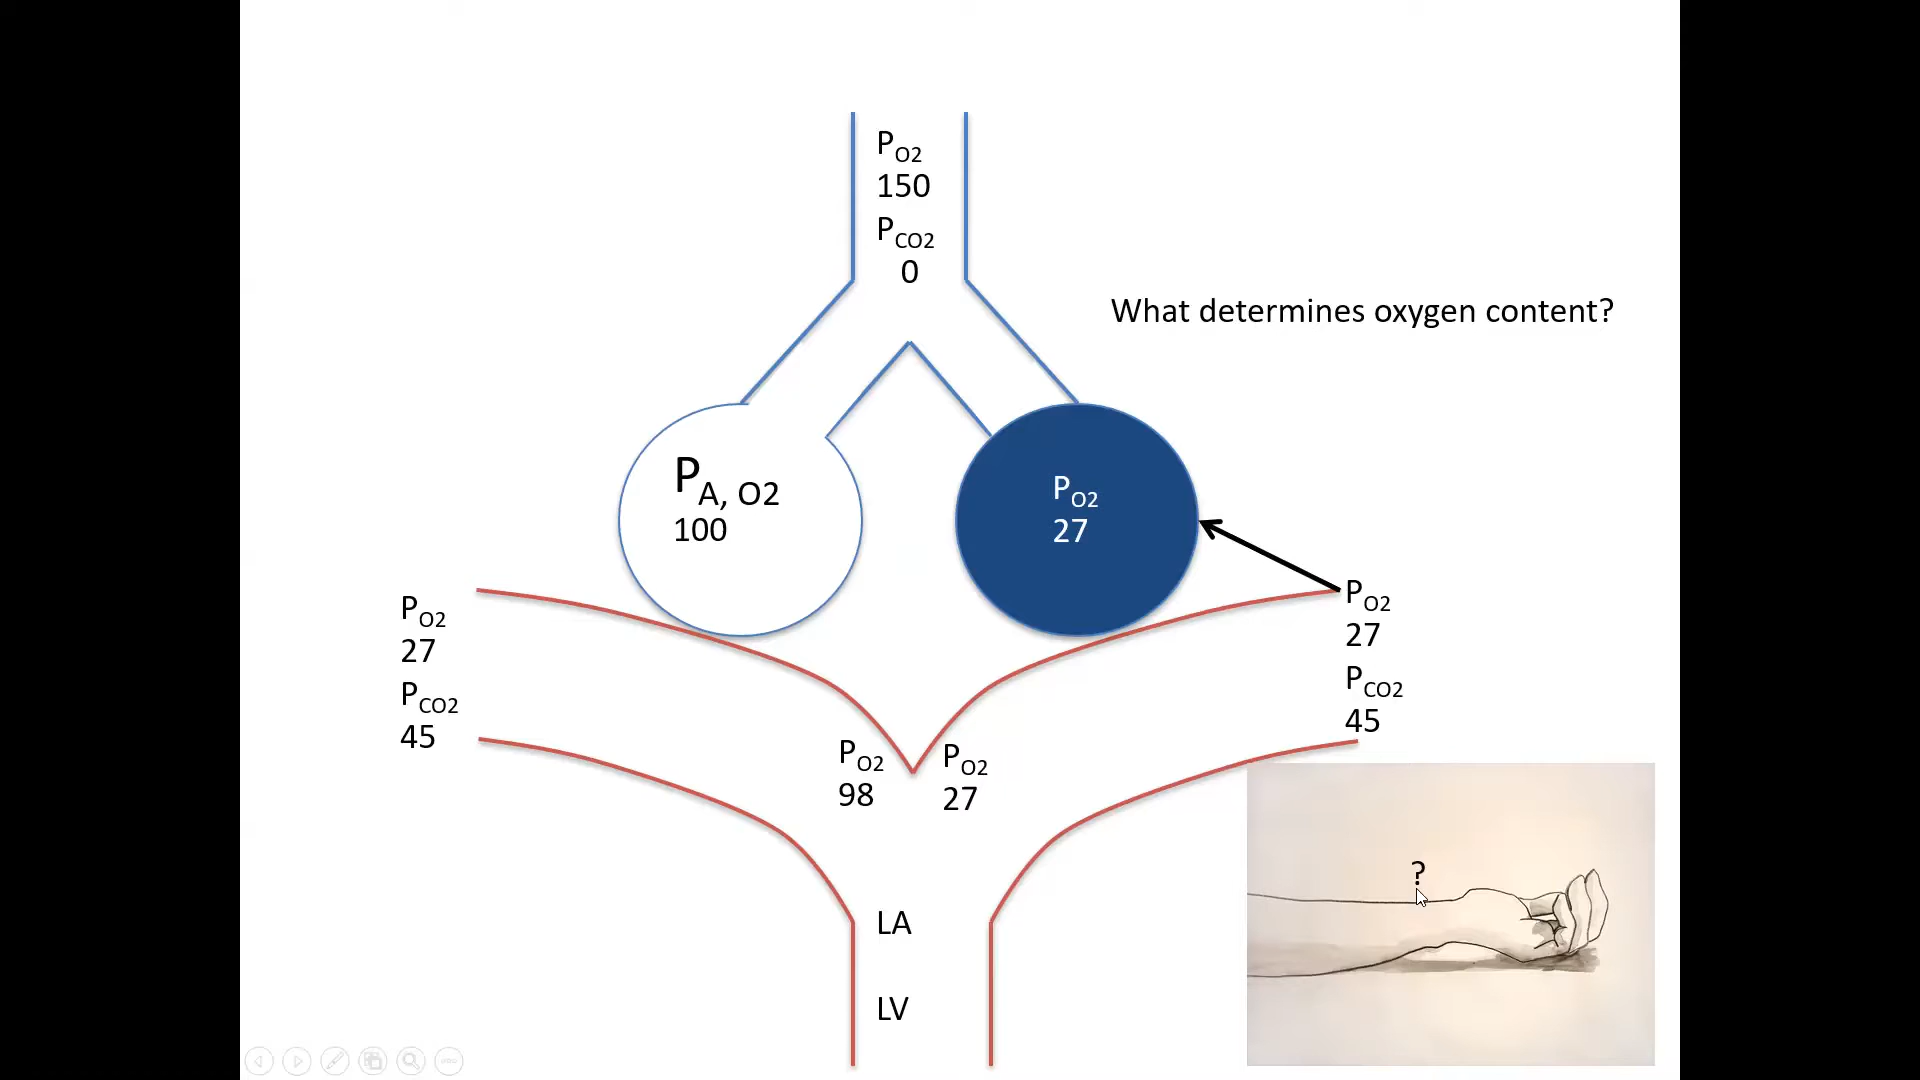 PO2
150
PCO2
0
What determines oxygen content?
PA, O2
100
PO2
27
PO2
27
PCO2
45
PO2
27
PCO2
45
PO2
98
PO2
27
?
LA
LV